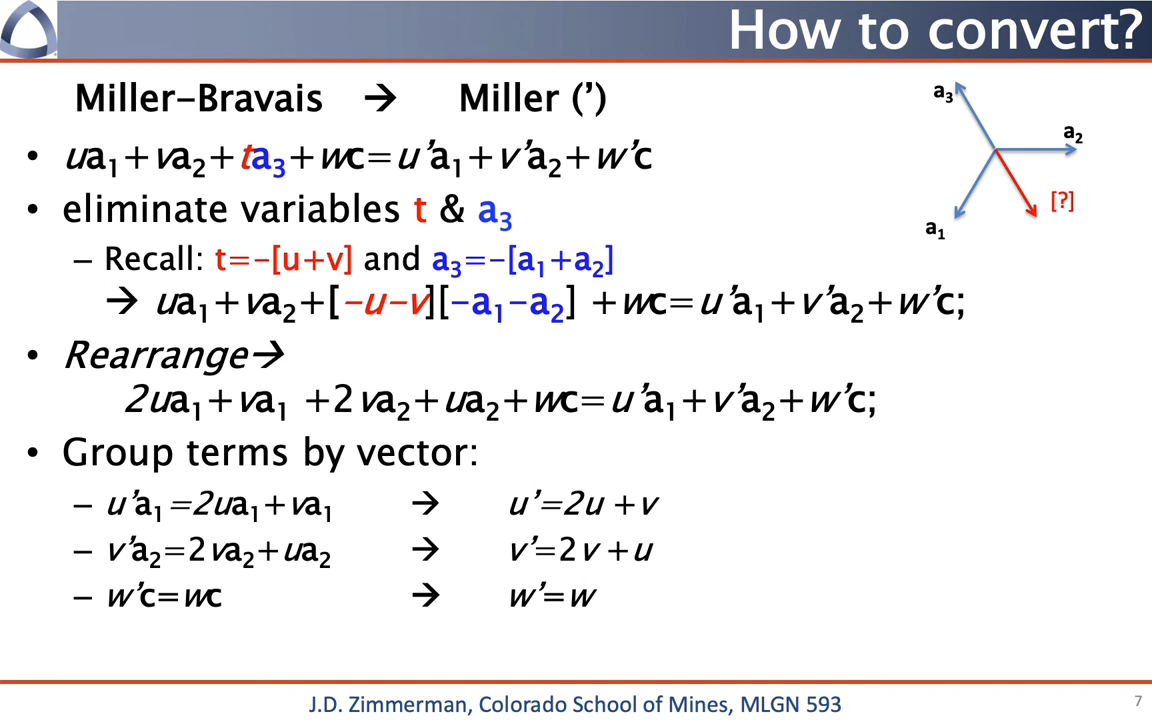 How to convert?
Miller-Bravais → Miller (’)
• ua₁+va₂+ta₃+wc=u’a₁+v’a₂+w’c
• eliminate variables t & a₃
– Recall: t=-[u+v] and a₃=-[a₁+a₂]
→ ua₁+va₂+[-u-v][-a₁-a₂] +wc=u’a₁+v’a₂+w’c;
• Rearrange→
2ua₁+va₁ +2va₂+ua₂+wc=u’a₁+v’a₂+w’c;
• Group terms by vector:
– u’a₁=2ua₁+va₁ → u’=2u +v
– v’a₂=2va₂+ua₂ → v’=2v +u
– w’c=wc → w’=w
a₃
a₂
[?]
a₁
J.D. Zimmerman, Colorado School of Mines, MLGN 593
7